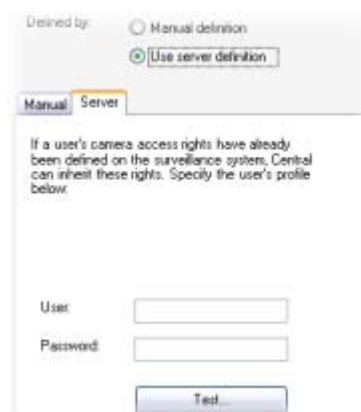 Defined by:
Manual definition
Use server definition
Manual Server
If a user's camera access rights have already
been defined on the surveillance system, Central
can inherit these rights. Specify the user's profile
below:
User:
Password:
Test...